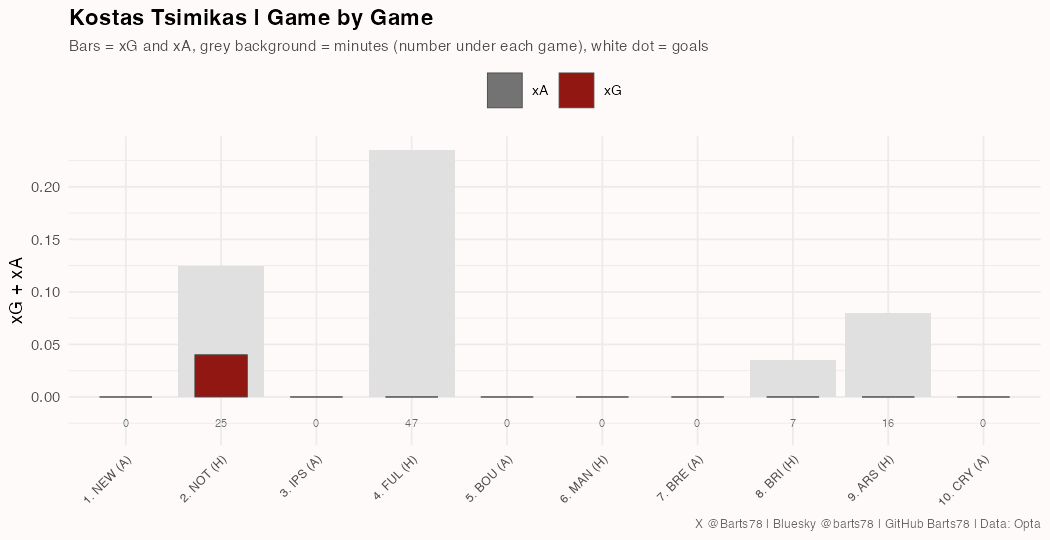 Kostas Tsimikas | Game by Game
Bars = xG and xA, grey background = minutes (number under each game), white dot = goals
xA xG
xG + xA
0.20
0.15
0.10
0.05
0.00
0 25 0 47 0 0 0 7 16 0
1. NEW (A)
2. NOT (H)
3. IPS (A)
4. FUL (H)
5. BOU (A)
6. MAN (H)
7. BRE (A)
8. BRI (H)
9. ARS (H)
10. CRY (A)
X @Barts78 | Bluesky @barts78 | GitHub Barts78 | Data: Opta